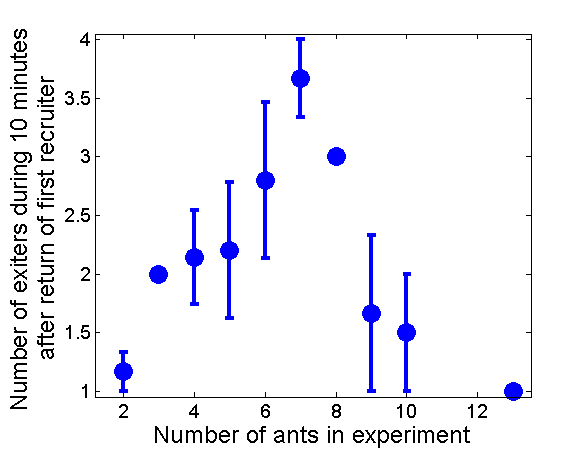 Number of exiters during 10 minutes
after return of first recruiter
4
3.5
3
2.5
2
1.5
1
2 4 6 8 10 12
Number of ants in experiment